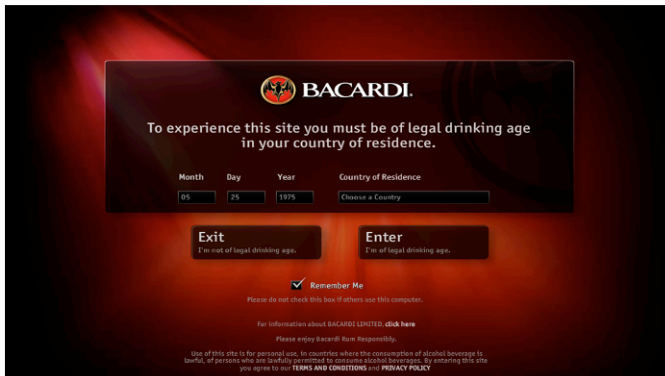 BACARDI.
To experience this site you must be of legal drinking age
in your country of residence.
Month Day Year Country of Residence
05 25 1975 Choose a Country
Exit Enter
I'm not of legal drinking age. I'm of legal drinking age.
Remember Me
Please do not check this box if others use this computer.
For information about BACARDI LIMITED, click here
Please enjoy Bacardi Rum Responsibly.
Use of this site is for personal use, in countries where the consumption of alcohol beverage is
lawful, of persons who are lawfully permitted to consume alcohol beverages. By entering this site
you agree to our TERMS AND CONDITIONS and PRIVACY POLICY